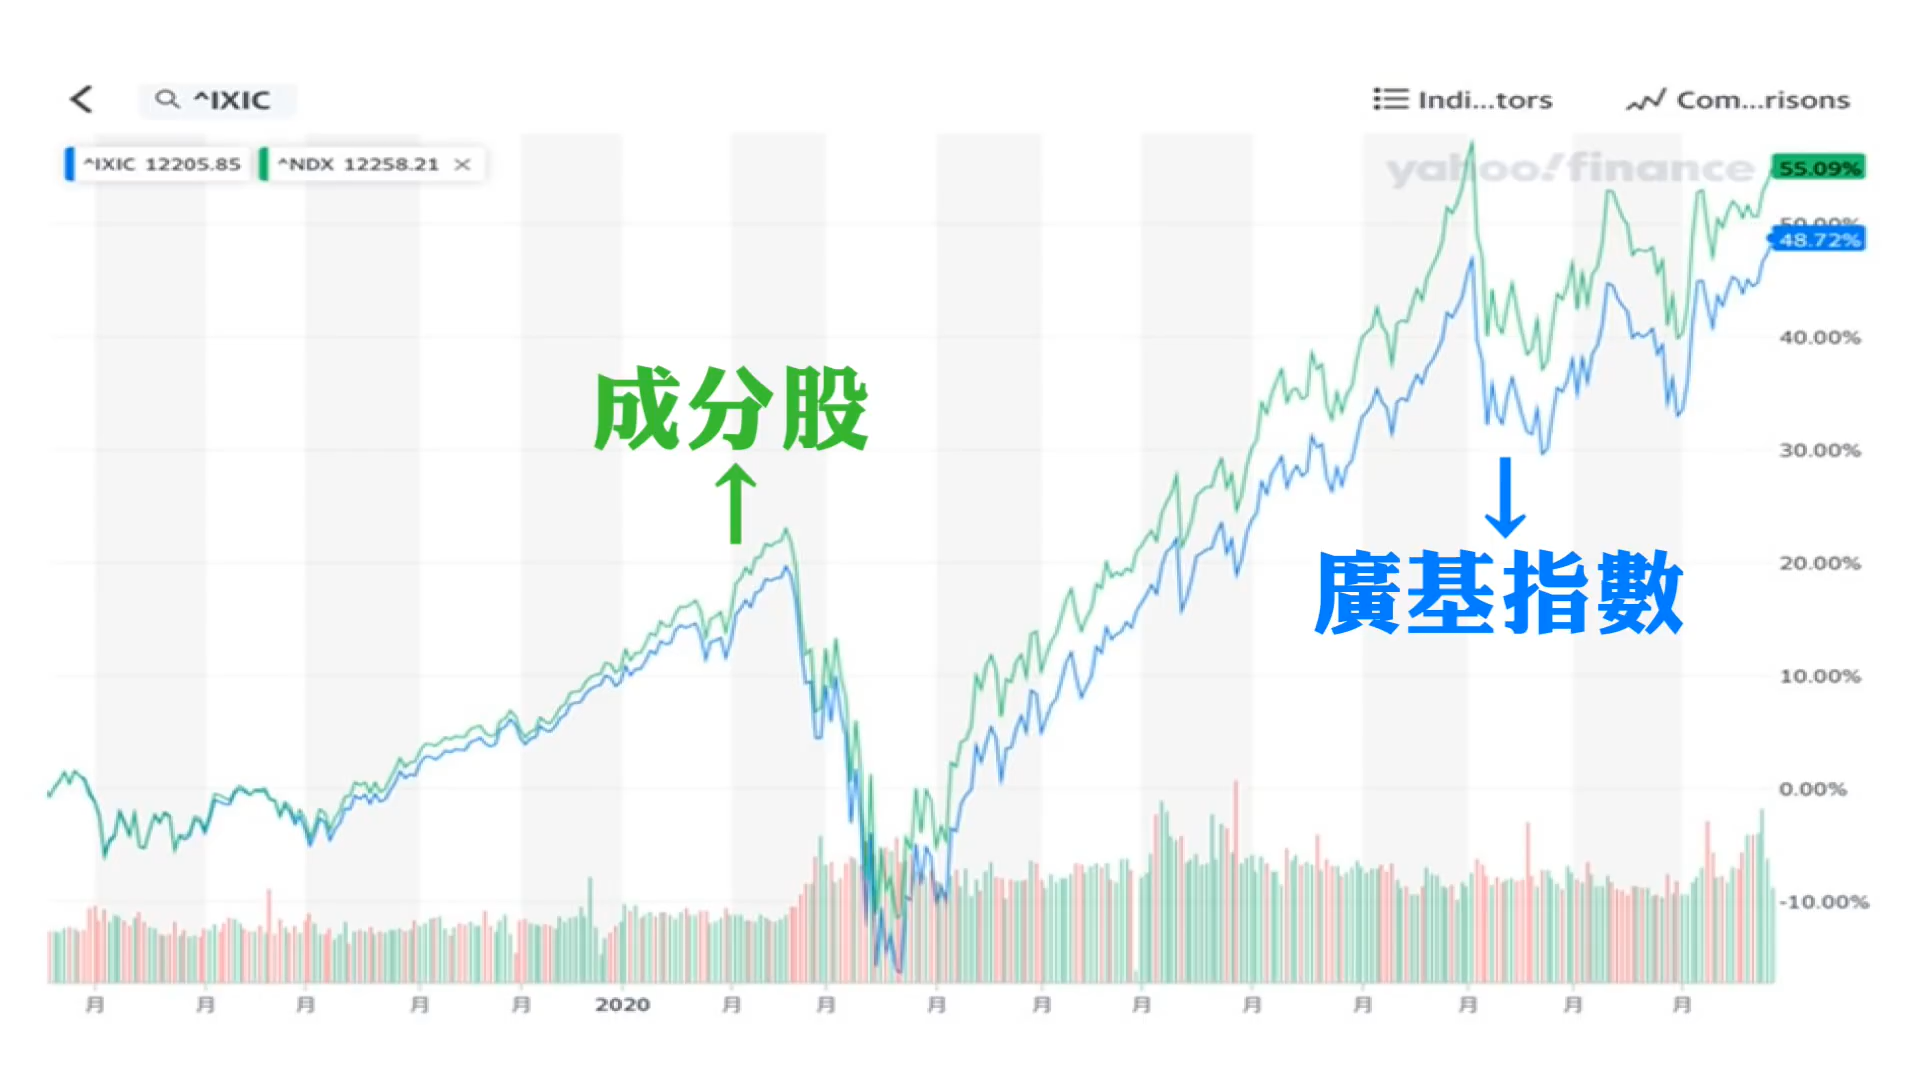 ^IXIC
Indi...tors
Com...risons
^IXIC 12205.85
^NDX 12258.21 ×
yahoo!finance
55.09%
50.00%
48.72%
40.00%
成分股
↑
30.00%
↓
廣基指數
20.00%
10.00%
0.00%
-10.00%
月 月 月 月 月 2020 月 月 月 月 月 月 月 月 月 月